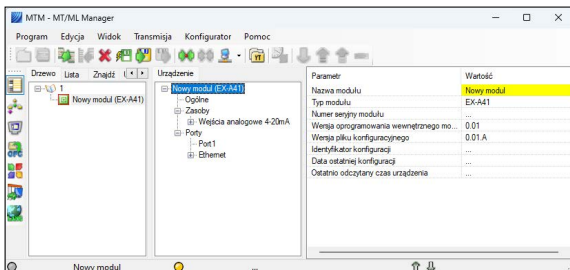 MTM - MT/ML Manager
Program Edycja Widok Transmisja Konfigurator Pomoc
Drzewo Lista Znajdź
1
Nowy moduł (EX-A41)
Urządzenie
Nowy moduł (EX-A41)
Ogólne
Zasoby
Wejścia analogowe 4-20mA
Porty
Port1
Ethernet
Parametr Wartość
Nazwa modułu Nowy moduł
Typ modułu EX-A41
Numer seryjny modułu ...
Wersja oprogramowania wewnętrznego mo... 0.01
Wersja pliku konfiguracyjnego 0.01.A
Identyfikator konfiguracji ...
Data ostatniej konfiguracji ...
Ostatnio odczytany czas urządzenia ...
Nowy moduł ...